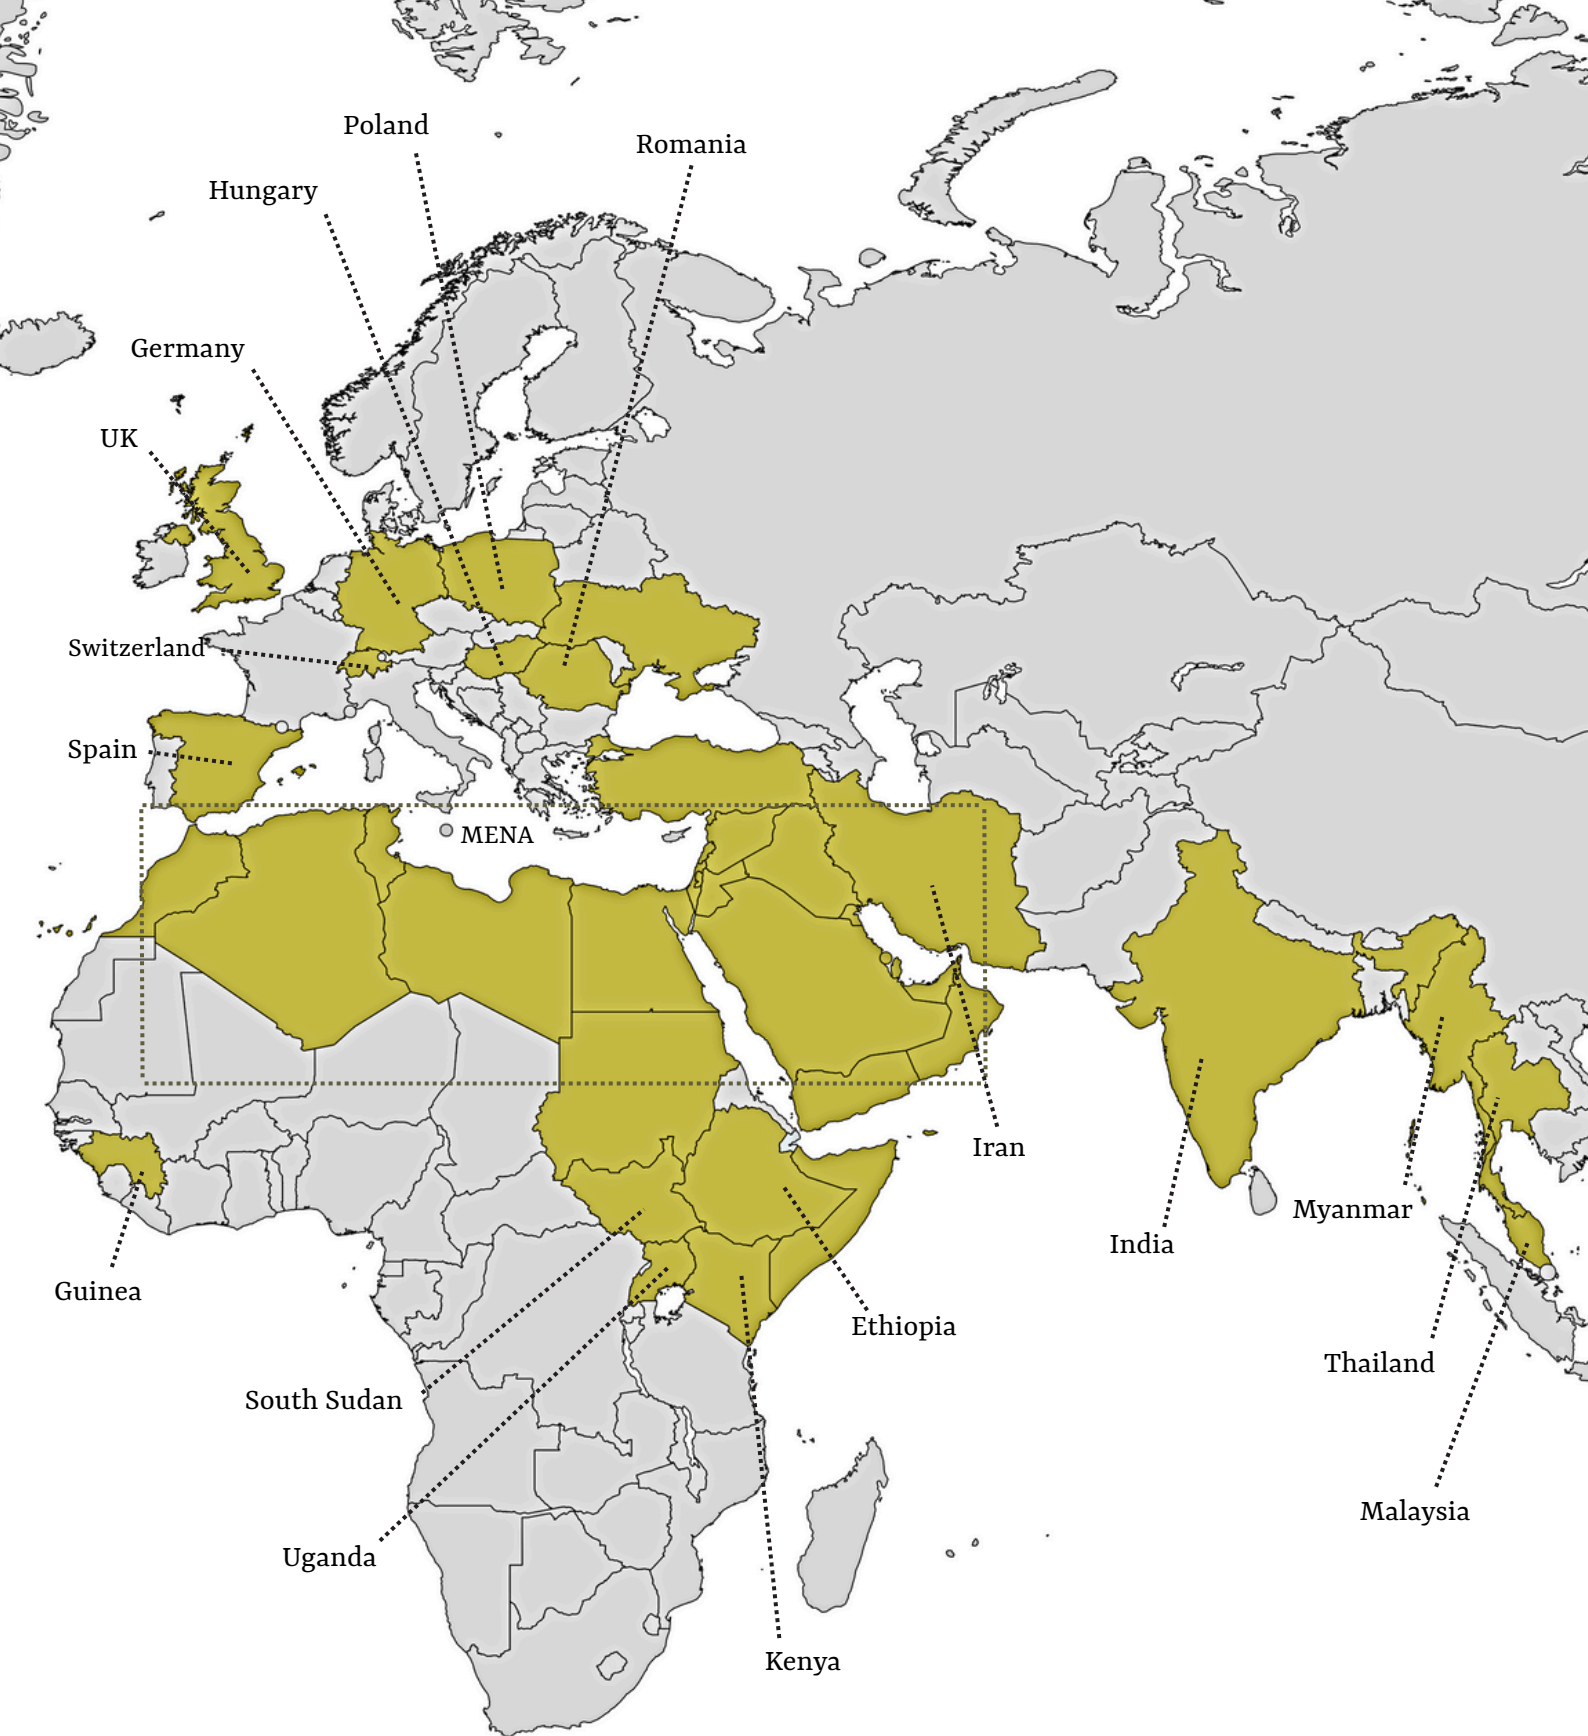 Poland
Romania
Hungary
Germany
UK
Switzerland
Spain
MENA
Iran
Myanmar
India
Guinea
Ethiopia
Thailand
South Sudan
Malaysia
Uganda
Kenya